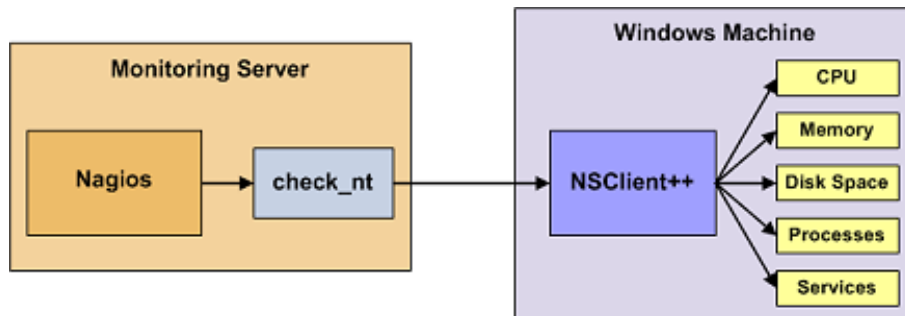 Monitoring Server
Nagios
check_nt
Windows Machine
NSClient++
CPU
Memory
Disk Space
Processes
Services